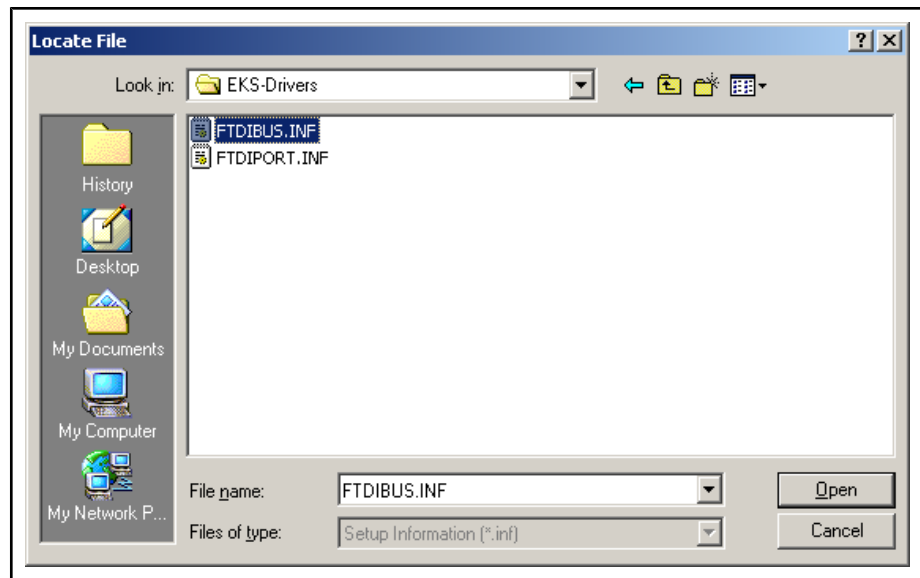 Locate File
Look in: EKS-Drivers
FTDIBUS.INF
FTDIPORT.INF
History
Desktop
My Documents
My Computer
My Network P...
File name: FTDIBUS.INF Open
Files of type: Setup Information (*.inf) Cancel